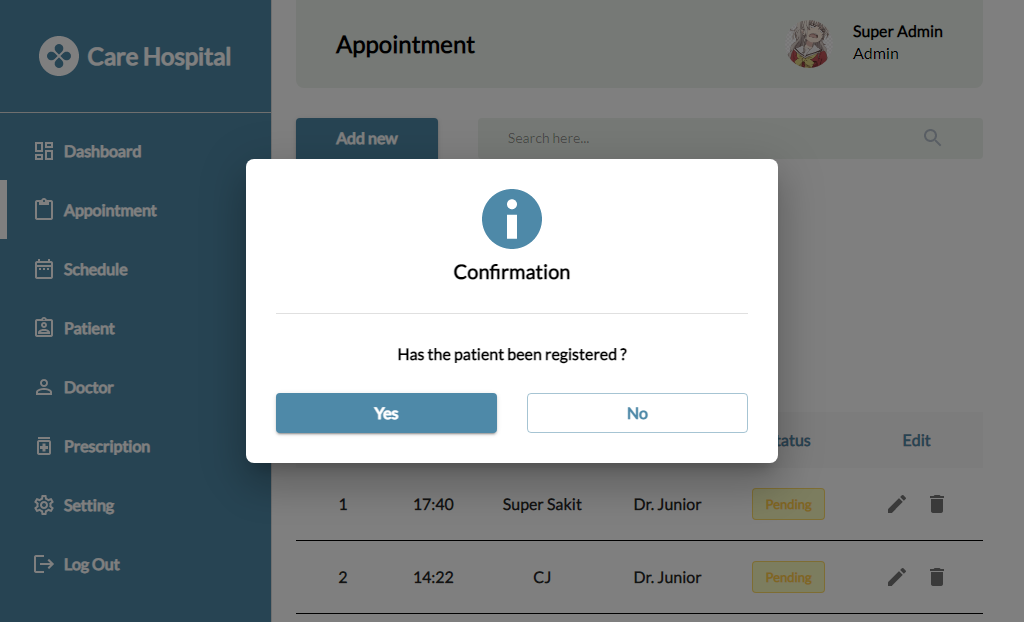 Care Hospital
Dashboard
Appointment
Schedule
Patient
Doctor
Prescription
Setting
Log Out
Appointment
Super Admin
Admin
Add new
Search here...
Confirmation
Has the patient been registered ?
Yes
No
Edit
1 17:40 Super Sakit Dr. Junior Pending
2 14:22 CJ Dr. Junior Pending